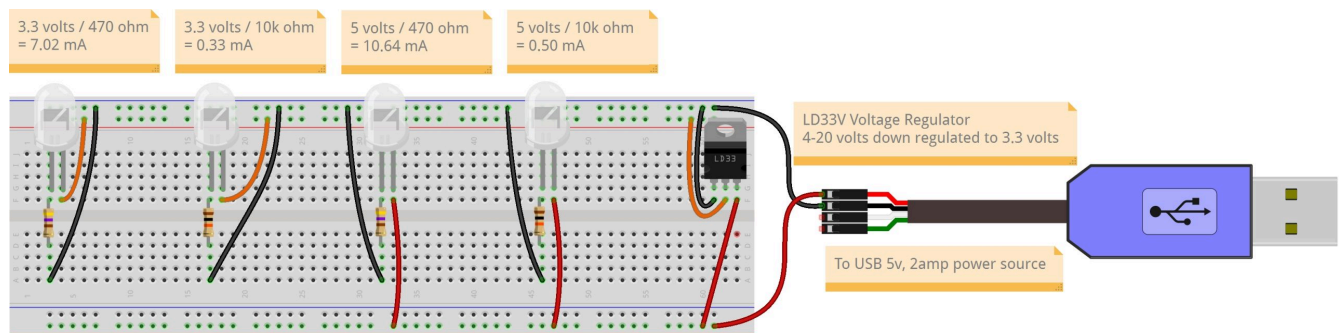 3.3 volts / 470 ohm
= 7.02 mA
3.3 volts / 10k ohm
= 0.33 mA
5 volts / 470 ohm
= 10.64 mA
5 volts / 10k ohm
= 0.50 mA
LD33V Voltage Regulator
4-20 volts down regulated to 3.3 volts
LD33
To USB 5v, 2amp power source